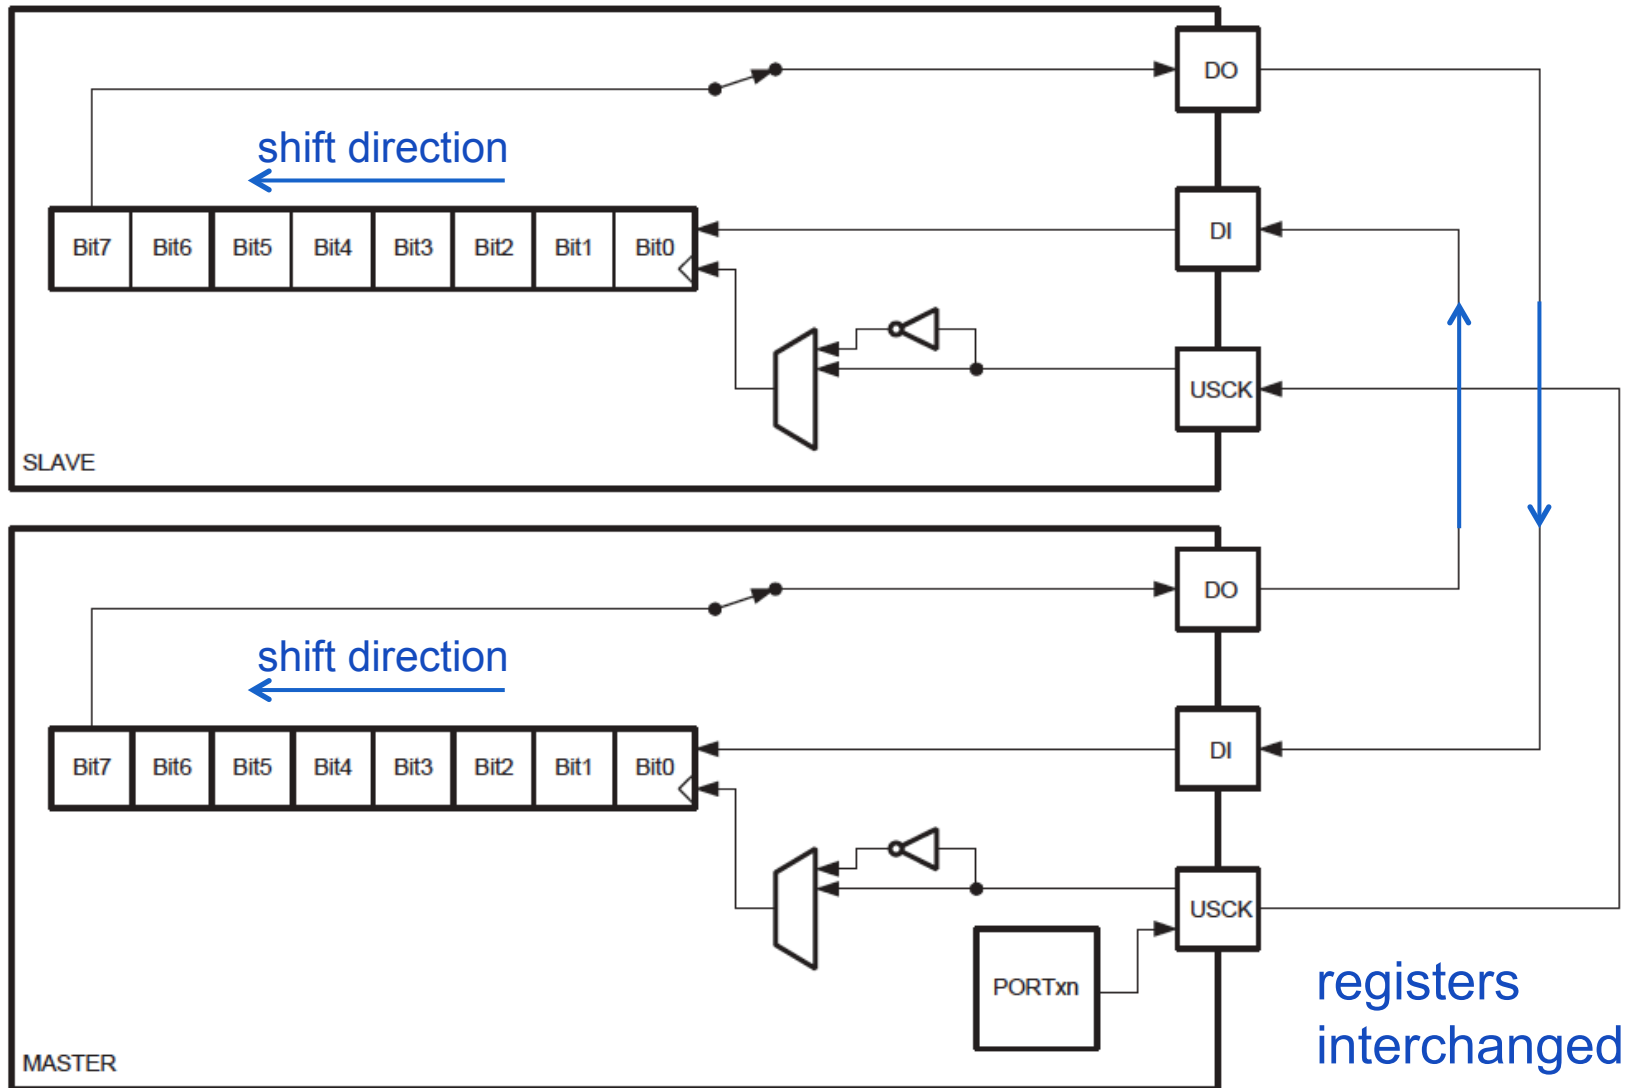 DO
shift direction
DI
Bit7 Bit6 Bit5 Bit4 Bit3 Bit2 Bit1 Bit0
USCK
SLAVE
DO
shift direction
DI
Bit7 Bit6 Bit5 Bit4 Bit3 Bit2 Bit1 Bit0
USCK
PORTxn
registers
interchanged
MASTER